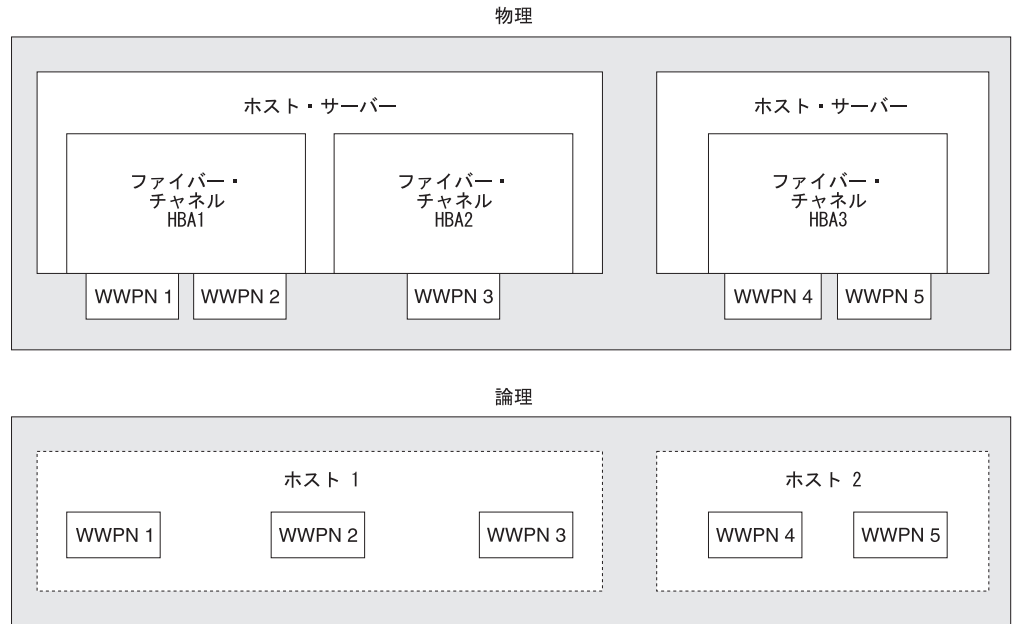 物理
ホスト・サーバー
ホスト・サーバー
ファイバー・
チャネル
HBA1
ファイバー・
チャネル
HBA2
ファイバー・
チャネル
HBA3
WWPN 1
WWPN 2
WWPN 3
WWPN 4
WWPN 5
論理
ホスト 1
ホスト 2
WWPN 1
WWPN 2
WWPN 3
WWPN 4
WWPN 5